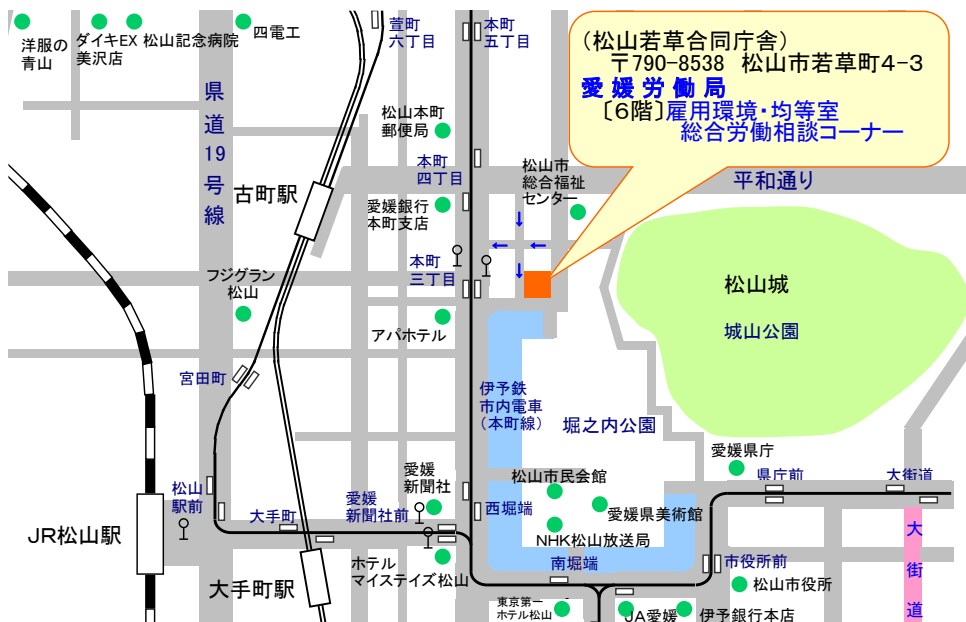 (松山若草合同庁舎)
〒790-8538 松山市若草町4-3
愛媛労働局
〔6階〕雇用環境・均等室
総合労働相談コーナー
洋服の
青山
ダイキEX
美沢店
松山記念病院
四電工
萱町
六丁目
本町
五丁目
県道19号線
松山本町
郵便局
本町
四丁目
松山市
総合福祉
センター
平和通り
古町駅
愛媛銀行
本町支店
本町
三丁目
フジグラン
松山
アパホテル
松山城
城山公園
宮田町
伊予鉄
市内電車
(本町線)
堀之内公園
愛媛県庁
県庁前
大街道
松山
駅前
愛媛
新聞社
愛媛
新聞社前
大手町
西堀端
松山市民会館
愛媛県美術館
NHK松山放送局
JR松山駅
大手町駅
ホテル
マイステイズ松山
南堀端
市役所前
松山市役所
大街道
東京第一
ホテル松山
JA愛媛
伊予銀行本店